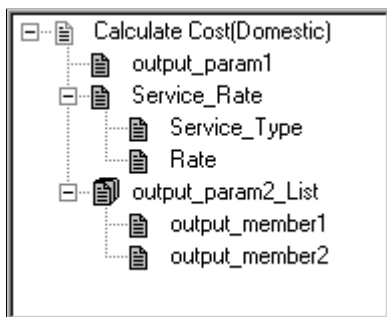 Calculate Cost(Domestic)
output_param1
Service_Rate
Service_Type
Rate
output_param2_List
output_member1
output_member2